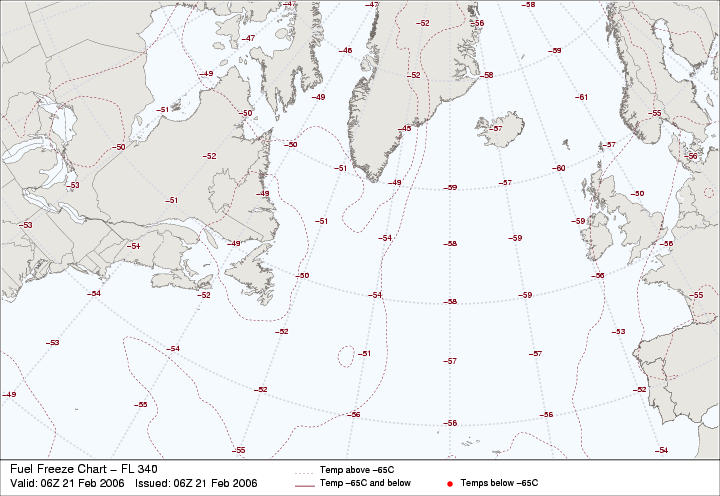 −47 −52 −56 −58
−47
−46 −59
−49 −52 −58
−49 −61
−51 −50 −55
−45 −57
−50 −50 −57
−52 −56
−51 −60
−53 −49 −49 −59 −57 −50
−51
−53 −51 −59
−54 −49 −54 −58 −59 −56
−50 −56
−54 −52 −54 −58 −59 −55
−52 −53
−53 −54 −51 −57 −57
−49 −52 −52
−55 −56 −56 −56
−55 −54
Fuel Freeze Chart − FL 340
Valid: 06Z 21 Feb 2006 Issued: 06Z 21 Feb 2006
Temp above −65C
Temp −65C and below
Temps below −65C